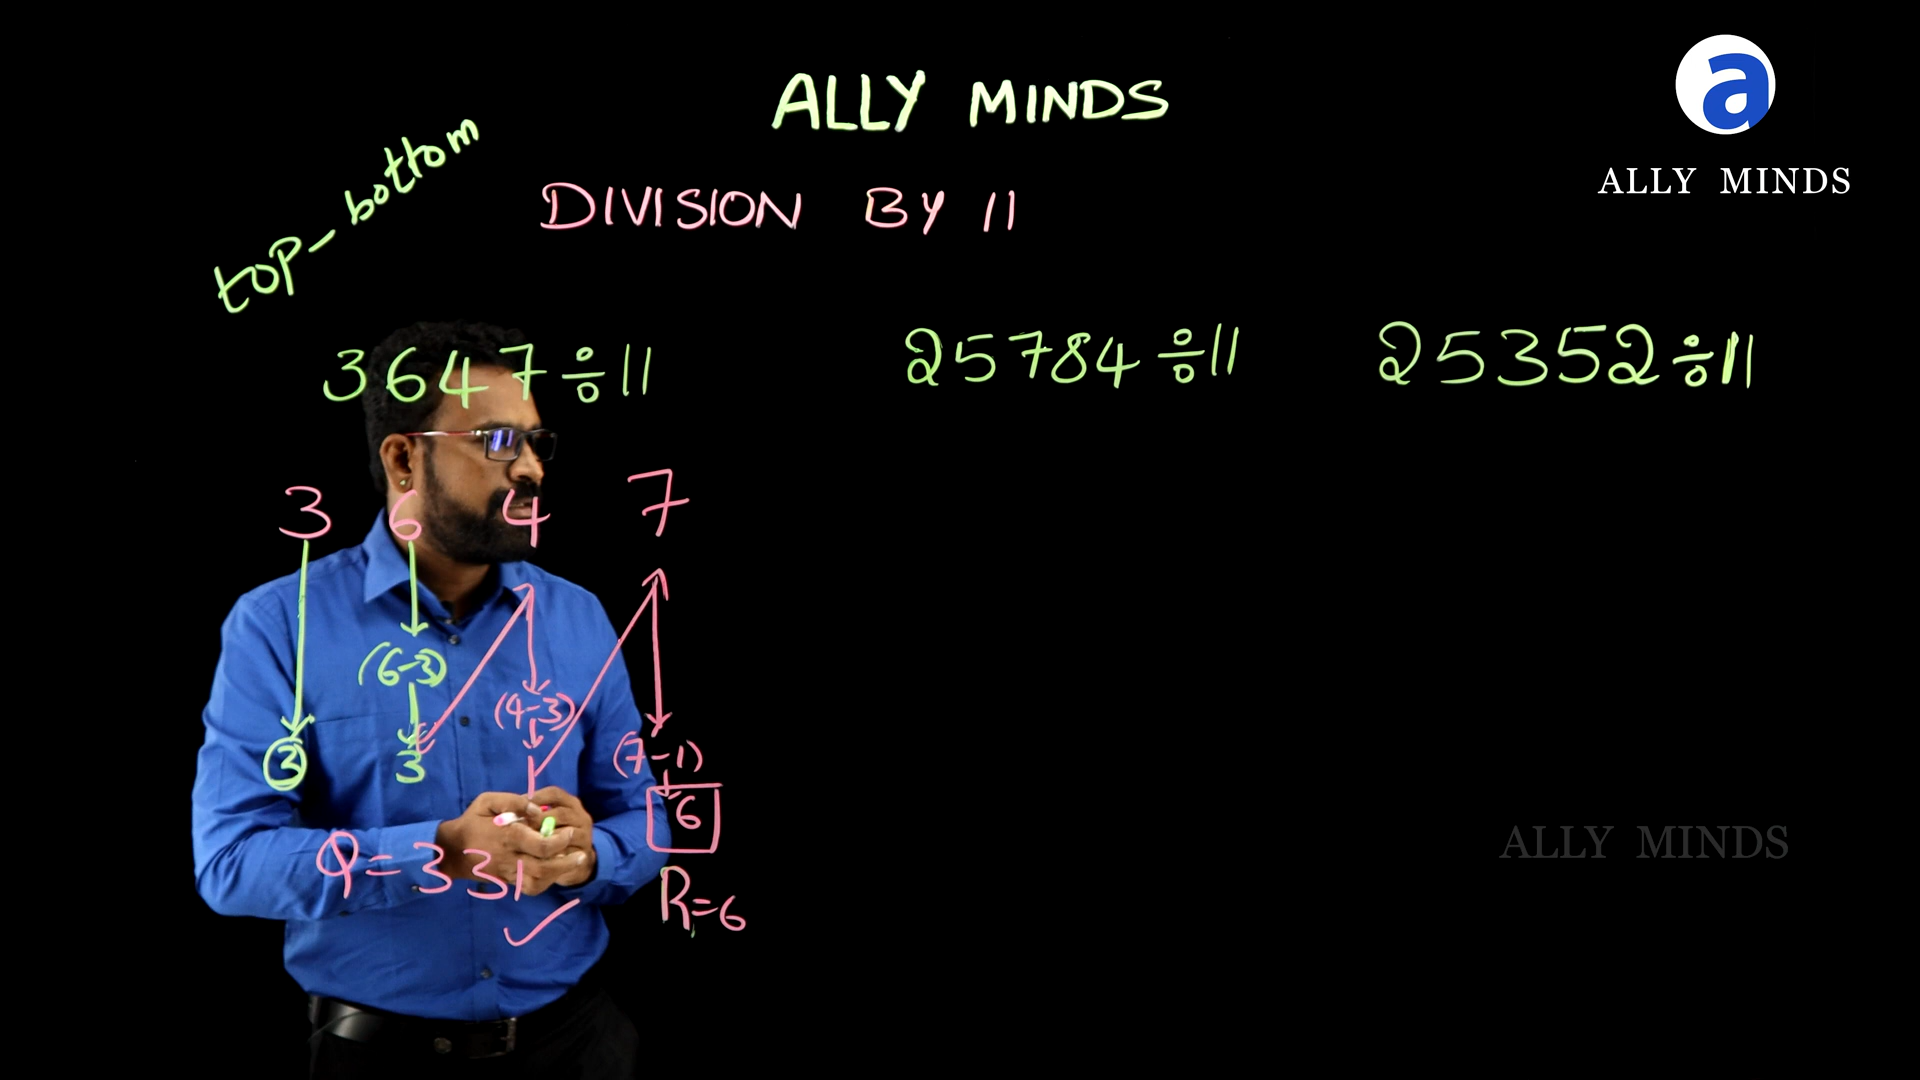 ALLY MINDS
a
ALLY MINDS
top - bottom
DIVISION BY 11
3647 ÷ 11
25784 ÷ 11
25352 ÷ 11
3 6 4 7
(6-3)
(4-3)
(7-1)
3 3 1 6
Q = 331
R = 6
ALLY MINDS